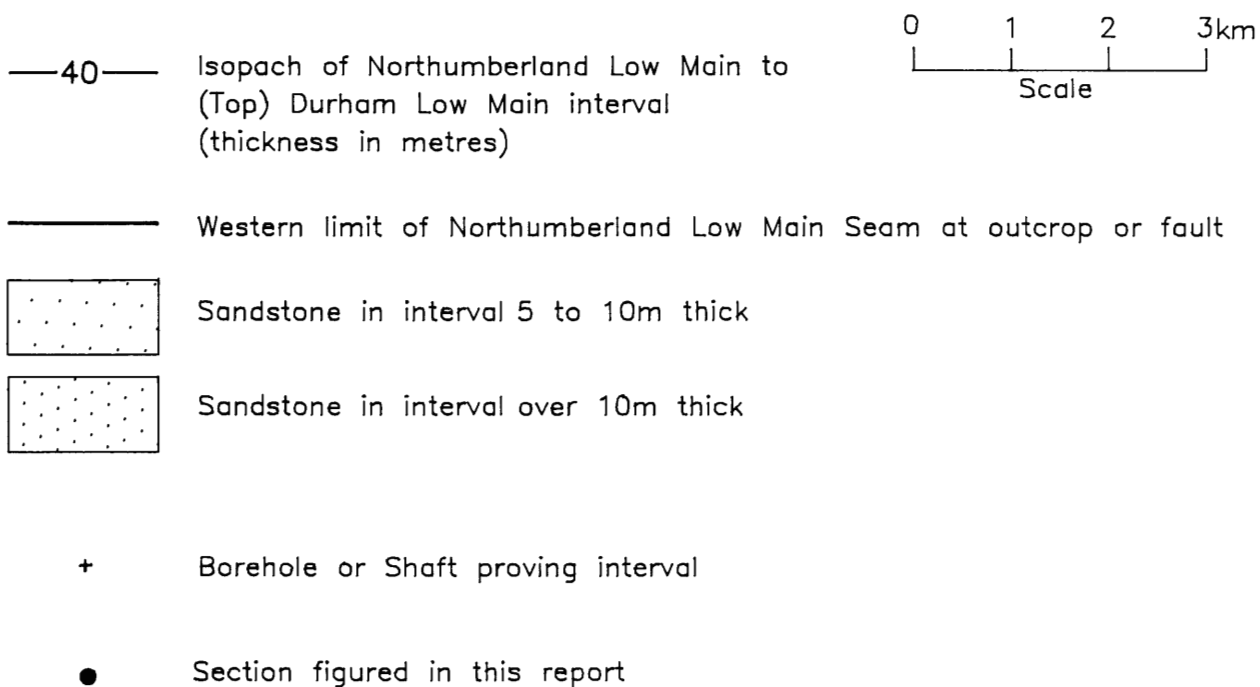 0 1 2 3km
Scale
—40— Isopach of Northumberland Low Main to
(Top) Durham Low Main interval
(thickness in metres)
Western limit of Northumberland Low Main Seam at outcrop or fault
Sandstone in interval 5 to 10m thick
Sandstone in interval over 10m thick
+ Borehole or Shaft proving interval
● Section figured in this report